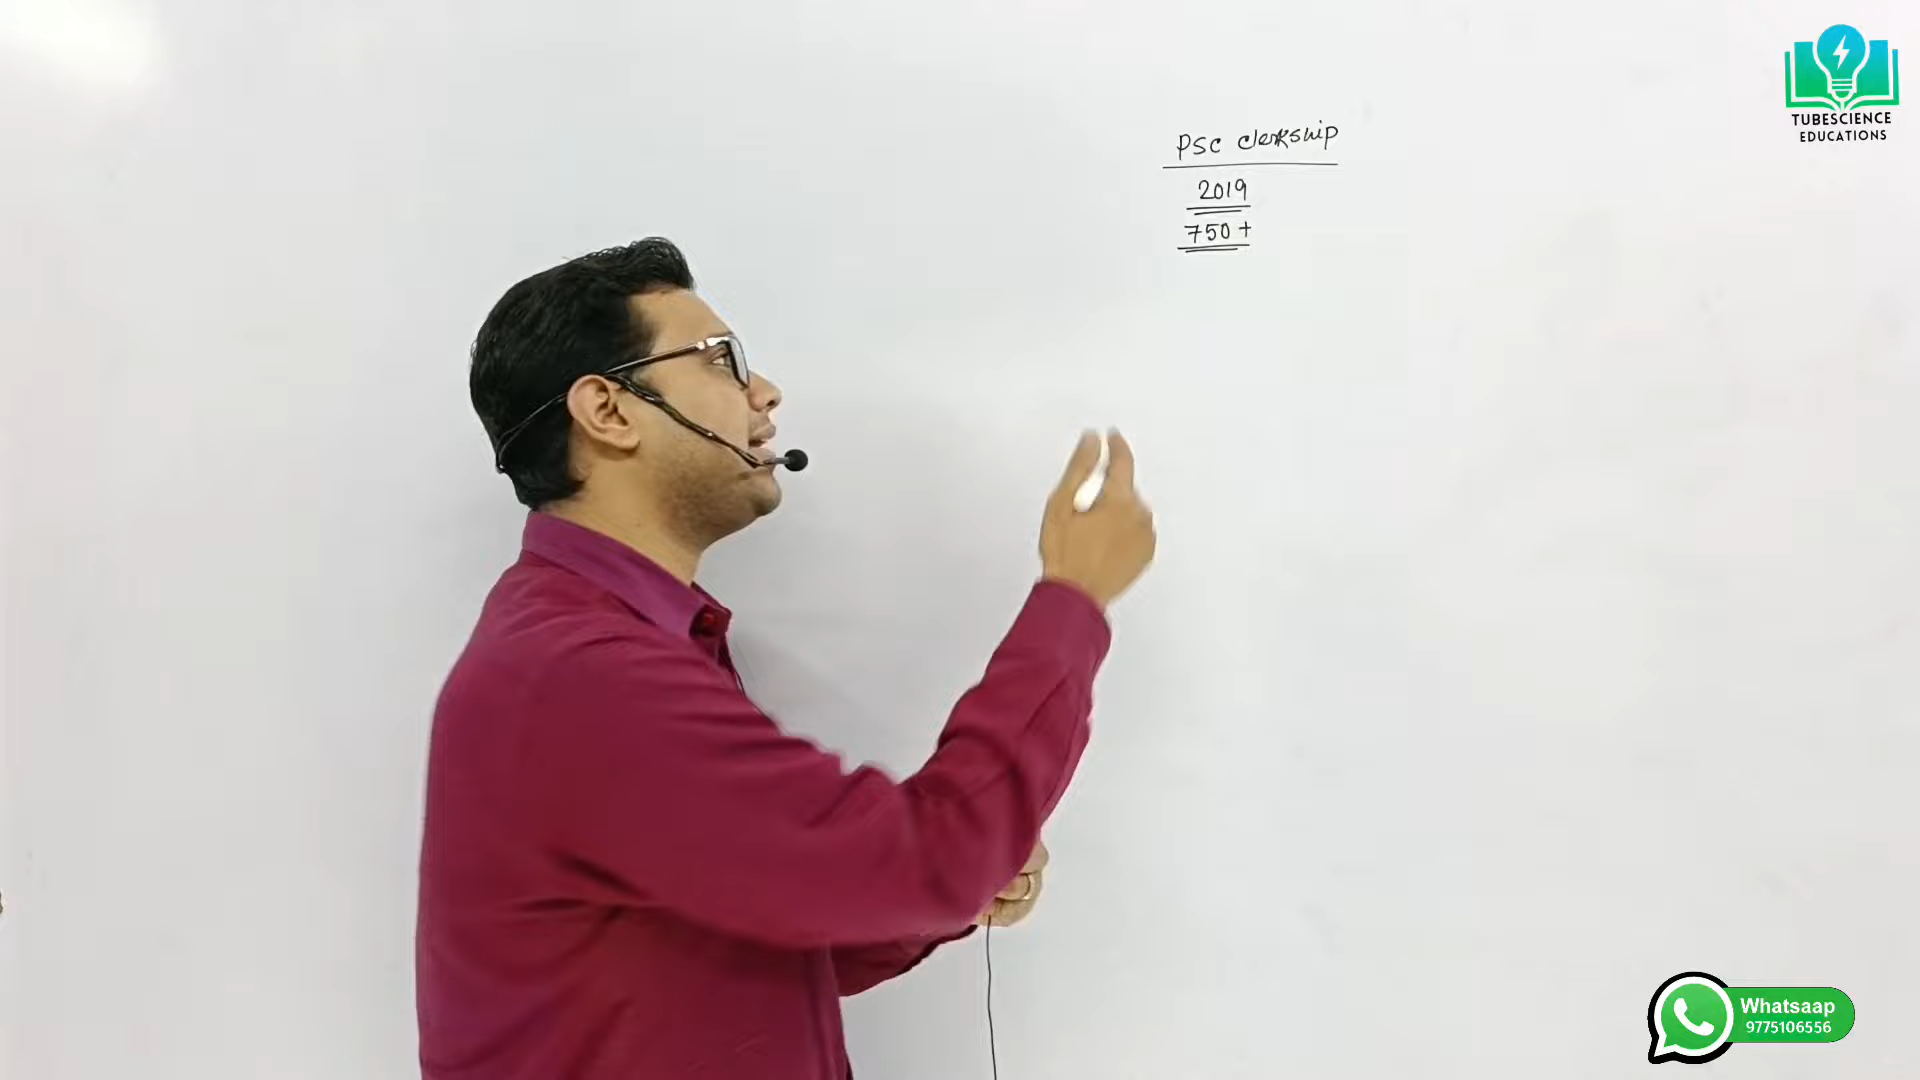 PSC clerkship
2019
750+
TUBESCIENCE
EDUCATIONS
Whatsaap
9775106556